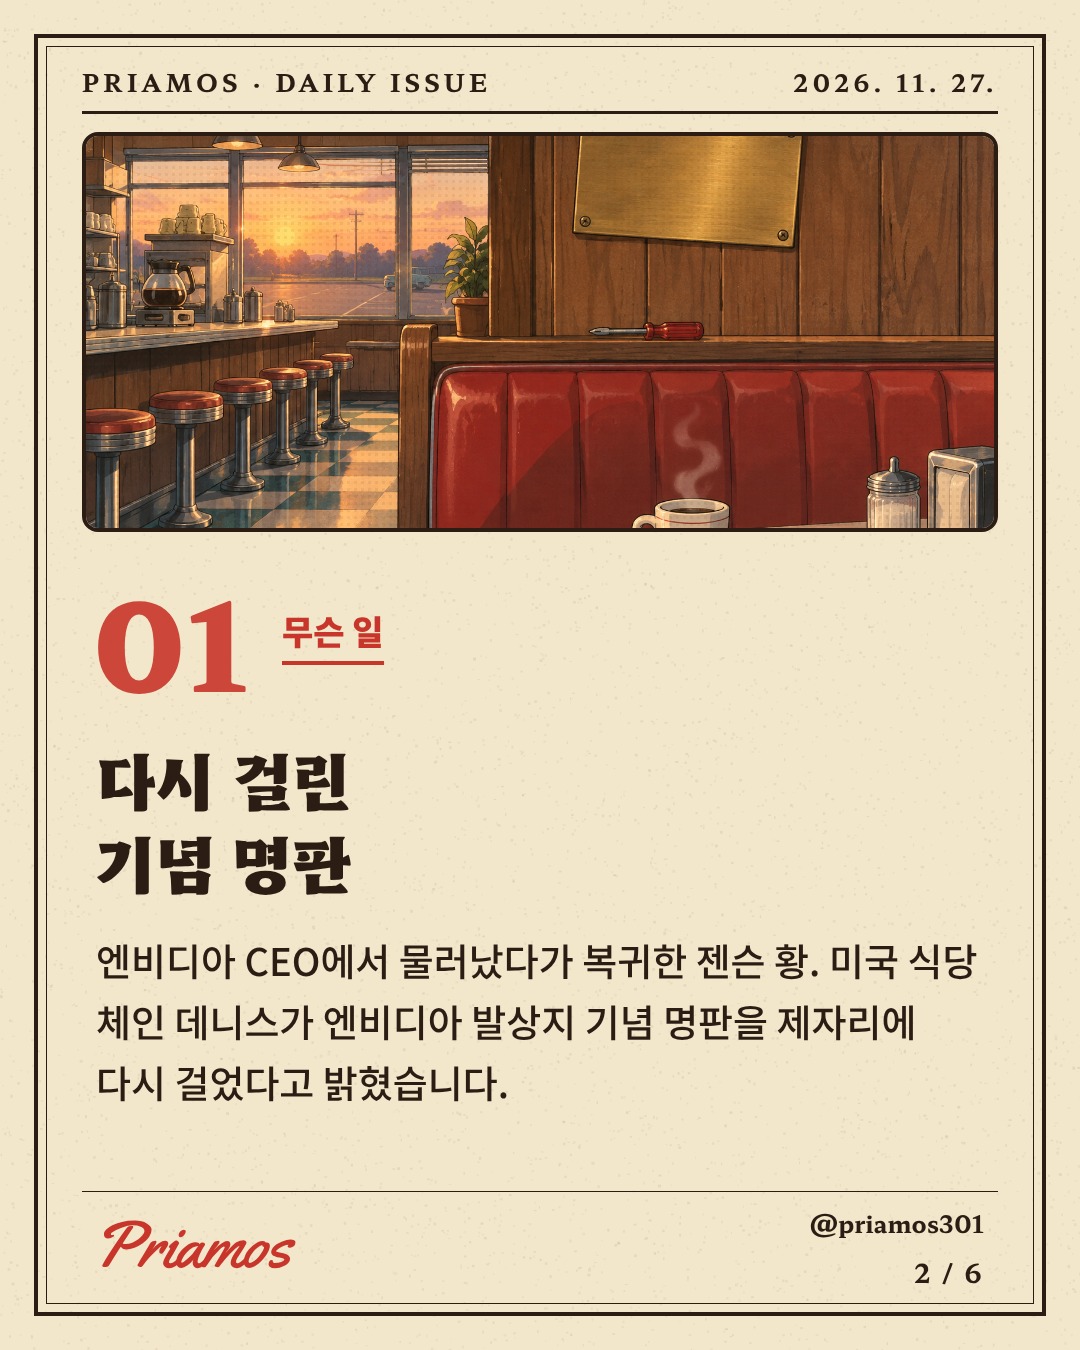 PRIAMOS · DAILY ISSUE
2026. 11. 27.
01
무슨 일
다시 걸린
기념 명판
엔비디아 CEO에서 물러났다가 복귀한 젠슨 황. 미국 식당
체인 데니스가 엔비디아 발상지 기념 명판을 제자리에
다시 걸었다고 밝혔습니다.
Priamos
@priamos301
2 / 6